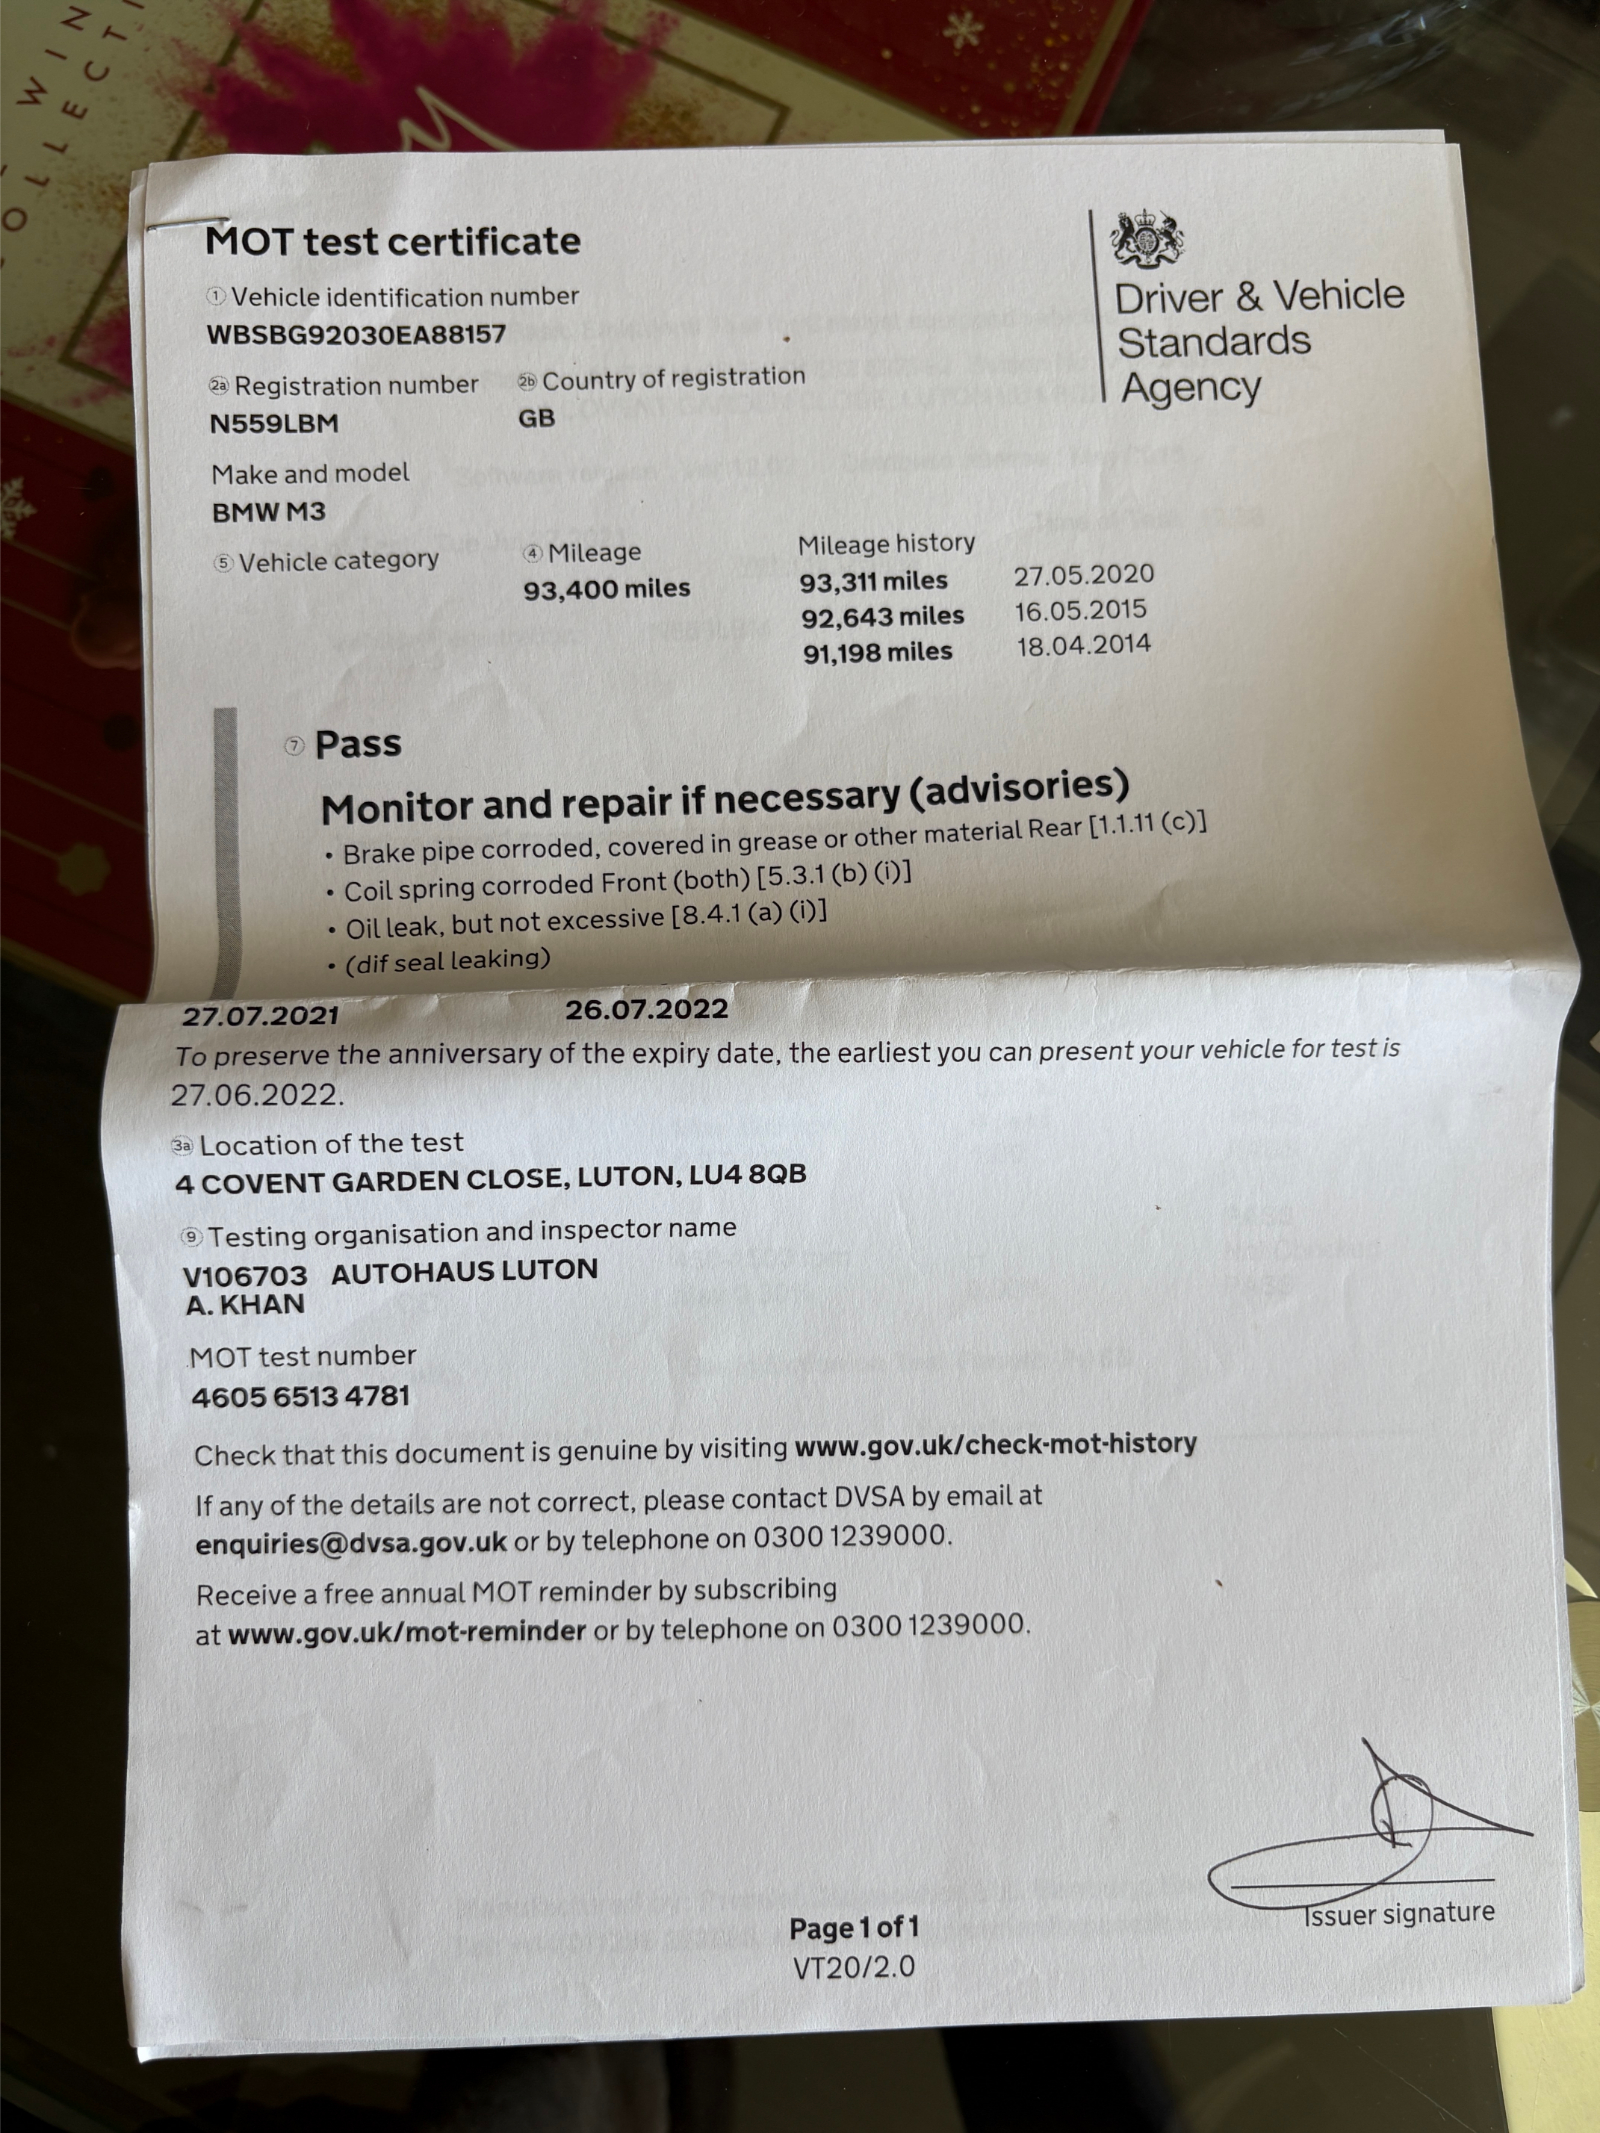 WIN
OLLECT
MOT test certificate
Driver & Vehicle
Standards
Agency
1 Vehicle identification number
WBSBG92030EA88157
2a Registration number 2b Country of registration
N559LBM GB
Make and model
BMW M3
5 Vehicle category 4 Mileage Mileage history
93,400 miles 93,311 miles 27.05.2020
92,643 miles 16.05.2015
91,198 miles 18.04.2014
7 Pass
Monitor and repair if necessary (advisories)
• Brake pipe corroded, covered in grease or other material Rear [1.1.11 (c)]
• Coil spring corroded Front (both) [5.3.1 (b) (i)]
• Oil leak, but not excessive [8.4.1 (a) (i)]
• (dif seal leaking)
27.07.2021 26.07.2022
To preserve the anniversary of the expiry date, the earliest you can present your vehicle for test is
27.06.2022.
3a Location of the test
4 COVENT GARDEN CLOSE, LUTON, LU4 8QB
9 Testing organisation and inspector name
V106703 AUTOHAUS LUTON
A. KHAN
MOT test number
4605 6513 4781
Check that this document is genuine by visiting www.gov.uk/check-mot-history
If any of the details are not correct, please contact DVSA by email at
enquiries@dvsa.gov.uk or by telephone on 0300 1239000.
Receive a free annual MOT reminder by subscribing
at www.gov.uk/mot-reminder or by telephone on 0300 1239000.
Issuer signature
Page 1 of 1
VT20/2.0